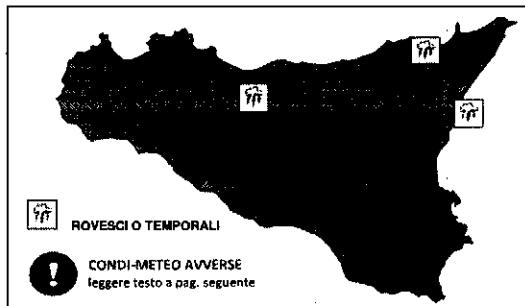 ROVESCI O TEMPORALI
CONDI-METEO AVVERSE
leggere testo a pag. seguente